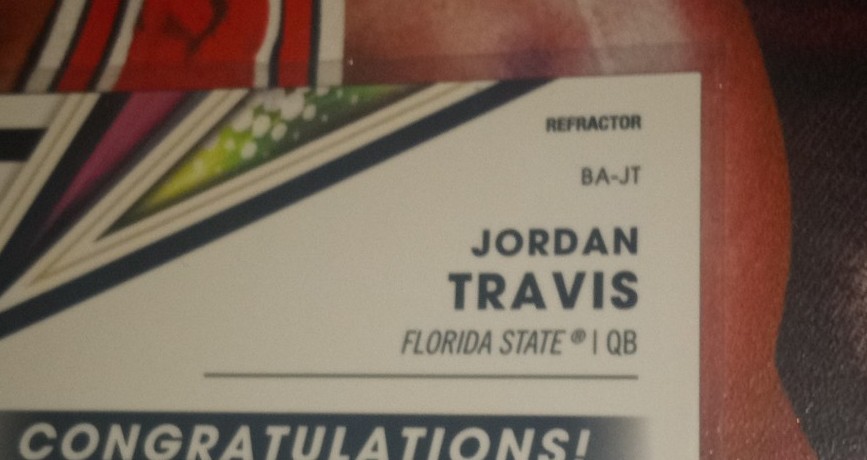 REFRACTOR
BA-JT
JORDAN
TRAVIS
FLORIDA STATE® | QB
CONGRATULATIONS!